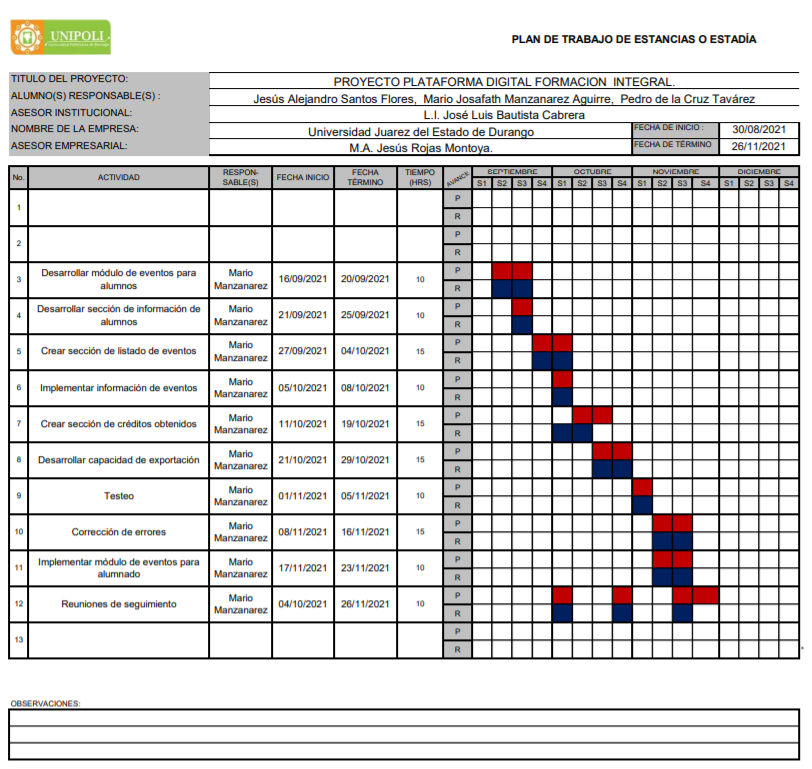 UNIPOLI
Universidad Politécnica de Durango
PLAN DE TRABAJO DE ESTANCIAS O ESTADÍA
TITULO DEL PROYECTO: PROYECTO PLATAFORMA DIGITAL FORMACION INTEGRAL.
ALUMNO(S) RESPONSABLE(S) : Jesús Alejandro Santos Flores, Mario Josafath Manzanarez Aguirre, Pedro de la Cruz Tavárez
ASESOR INSTITUCIONAL: L.I. José Luis Bautista Cabrera
NOMBRE DE LA EMPRESA: Universidad Juarez del Estado de Durango FECHA DE INICIO : 30/08/2021
ASESOR EMPRESARIAL: M.A. Jesús Rojas Montoya. FECHA DE TÉRMINO 26/11/2021
No. ACTIVIDAD RESPON-SABLE(S) FECHA INICIO FECHA TÉRMINO TIEMPO (HRS) AVANCE SEPTIEMBRE OCTUBRE NOVIEMBRE DICIEMBRE
S1 S2 S3 S4 S1 S2 S3 S4 S1 S2 S3 S4 S1 S2 S3 S4
1 P
R
2 P
R
3 Desarrollar módulo de eventos para alumnos Mario Manzanarez 16/09/2021 20/09/2021 10 P
R
4 Desarrollar sección de información de alumnos Mario Manzanarez 21/09/2021 25/09/2021 10 P
R
5 Crear sección de listado de eventos Mario Manzanarez 27/09/2021 04/10/2021 15 P
R
6 Implementar información de eventos Mario Manzanarez 05/10/2021 08/10/2021 10 P
R
7 Crear sección de créditos obtenidos Mario Manzanarez 11/10/2021 19/10/2021 15 P
R
8 Desarrollar capacidad de exportación Mario Manzanarez 21/10/2021 29/10/2021 15 P
R
9 Testeo Mario Manzanarez 01/11/2021 05/11/2021 10 P
R
10 Corrección de errores Mario Manzanarez 08/11/2021 16/11/2021 15 P
R
11 Implementar módulo de eventos para alumnado Mario Manzanarez 17/11/2021 23/11/2021 10 P
R
12 Reuniones de seguimiento Mario Manzanarez 04/10/2021 26/11/2021 10 P
R
13 P
R
OBSERVACIONES: